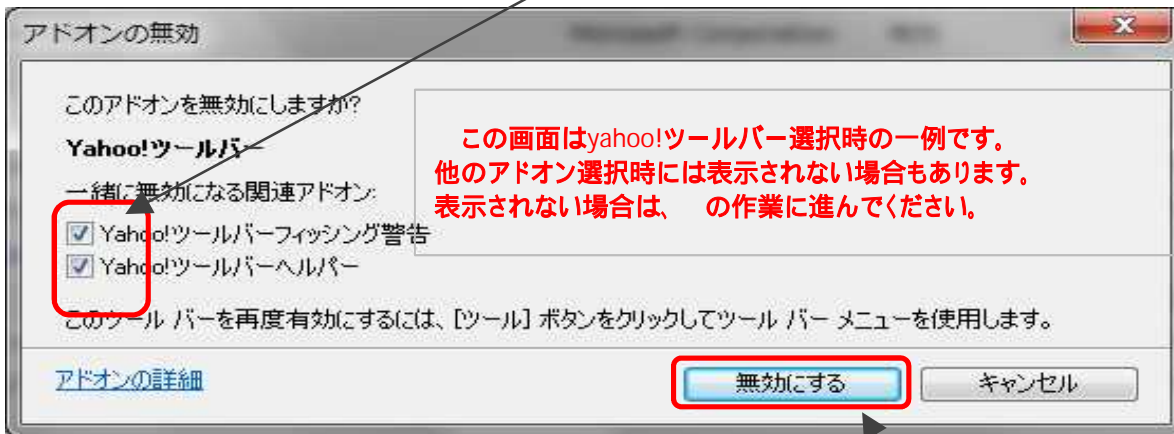 アドオンの無効
このアドオンを無効にしますか?
Yahoo!ツールバー
一緒に無効になる関連アドオン:
Yahoo!ツールバーフィッシング警告
Yahoo!ツールバーヘルパー
この画面はyahoo!ツールバー選択時の一例です。
他のアドオン選択時には表示されない場合もあります。
表示されない場合は、 の作業に進んでください。
このツール バーを再度有効にするには、[ツール] ボタンをクリックしてツール バー メニューを使用します。
アドオンの詳細
無効にする
キャンセル